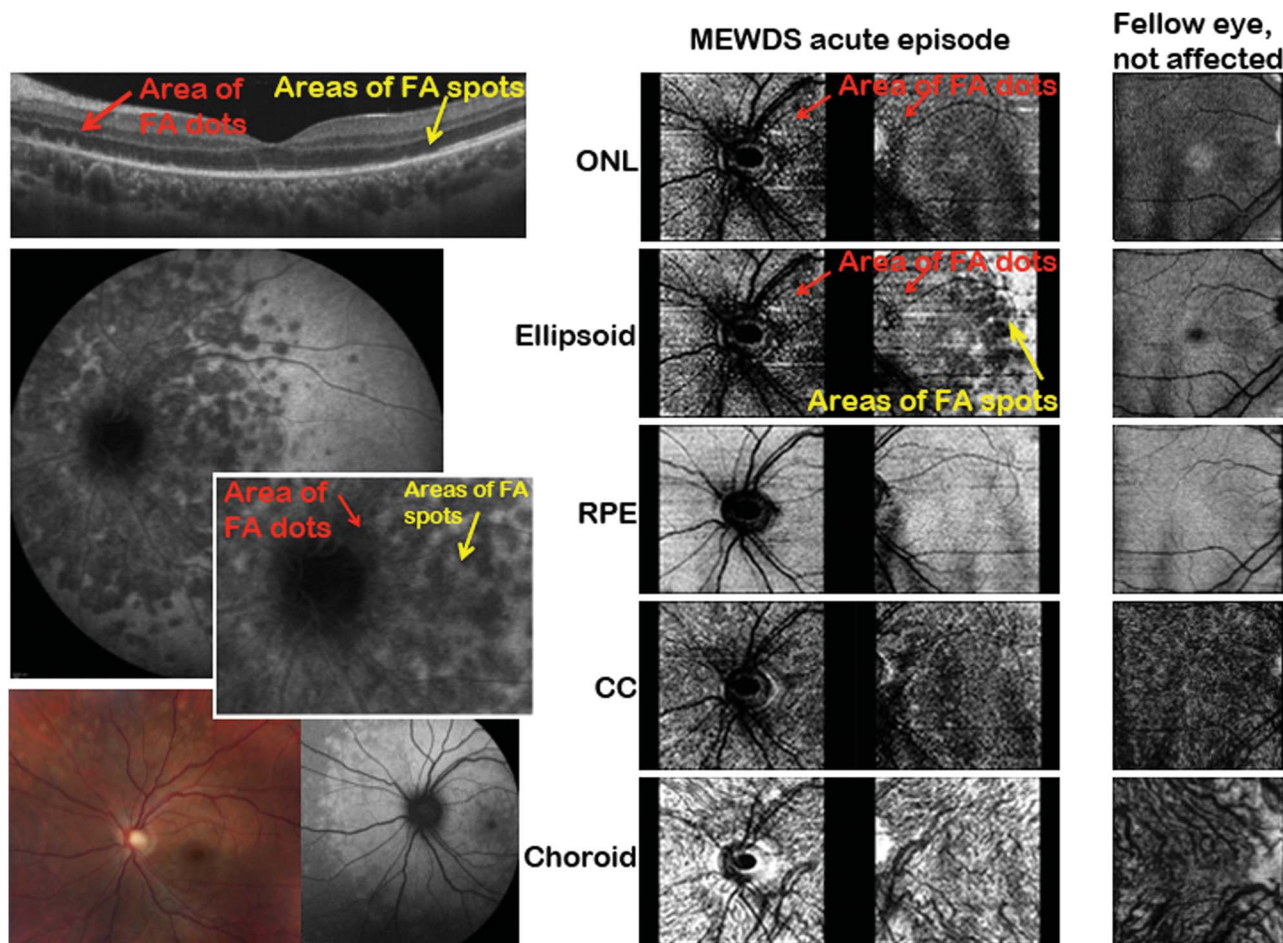 Area of
FA dots
Areas of FA spots
Area of
FA dots
Areas of FA
spots
MEWDS acute episode
Fellow eye,
not affected
ONL
Area of FA dots
Ellipsoid
Area of FA dots
Areas of FA spots
RPE
CC
Choroid